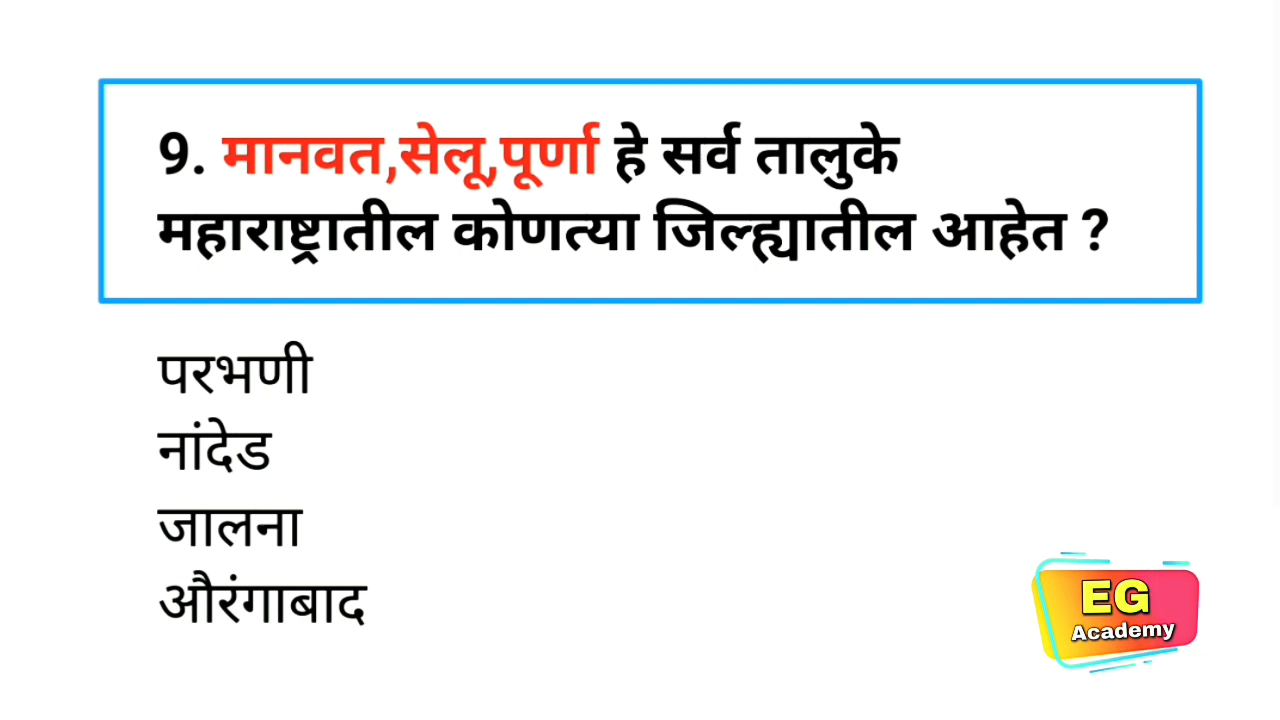 9. मानवत,सेलू,पूर्णा हे सर्व तालुके
महाराष्ट्रातील कोणत्या जिल्ह्यातील आहेत ?
परभणी
नांदेड
जालना
औरंगाबाद
EG
Academy